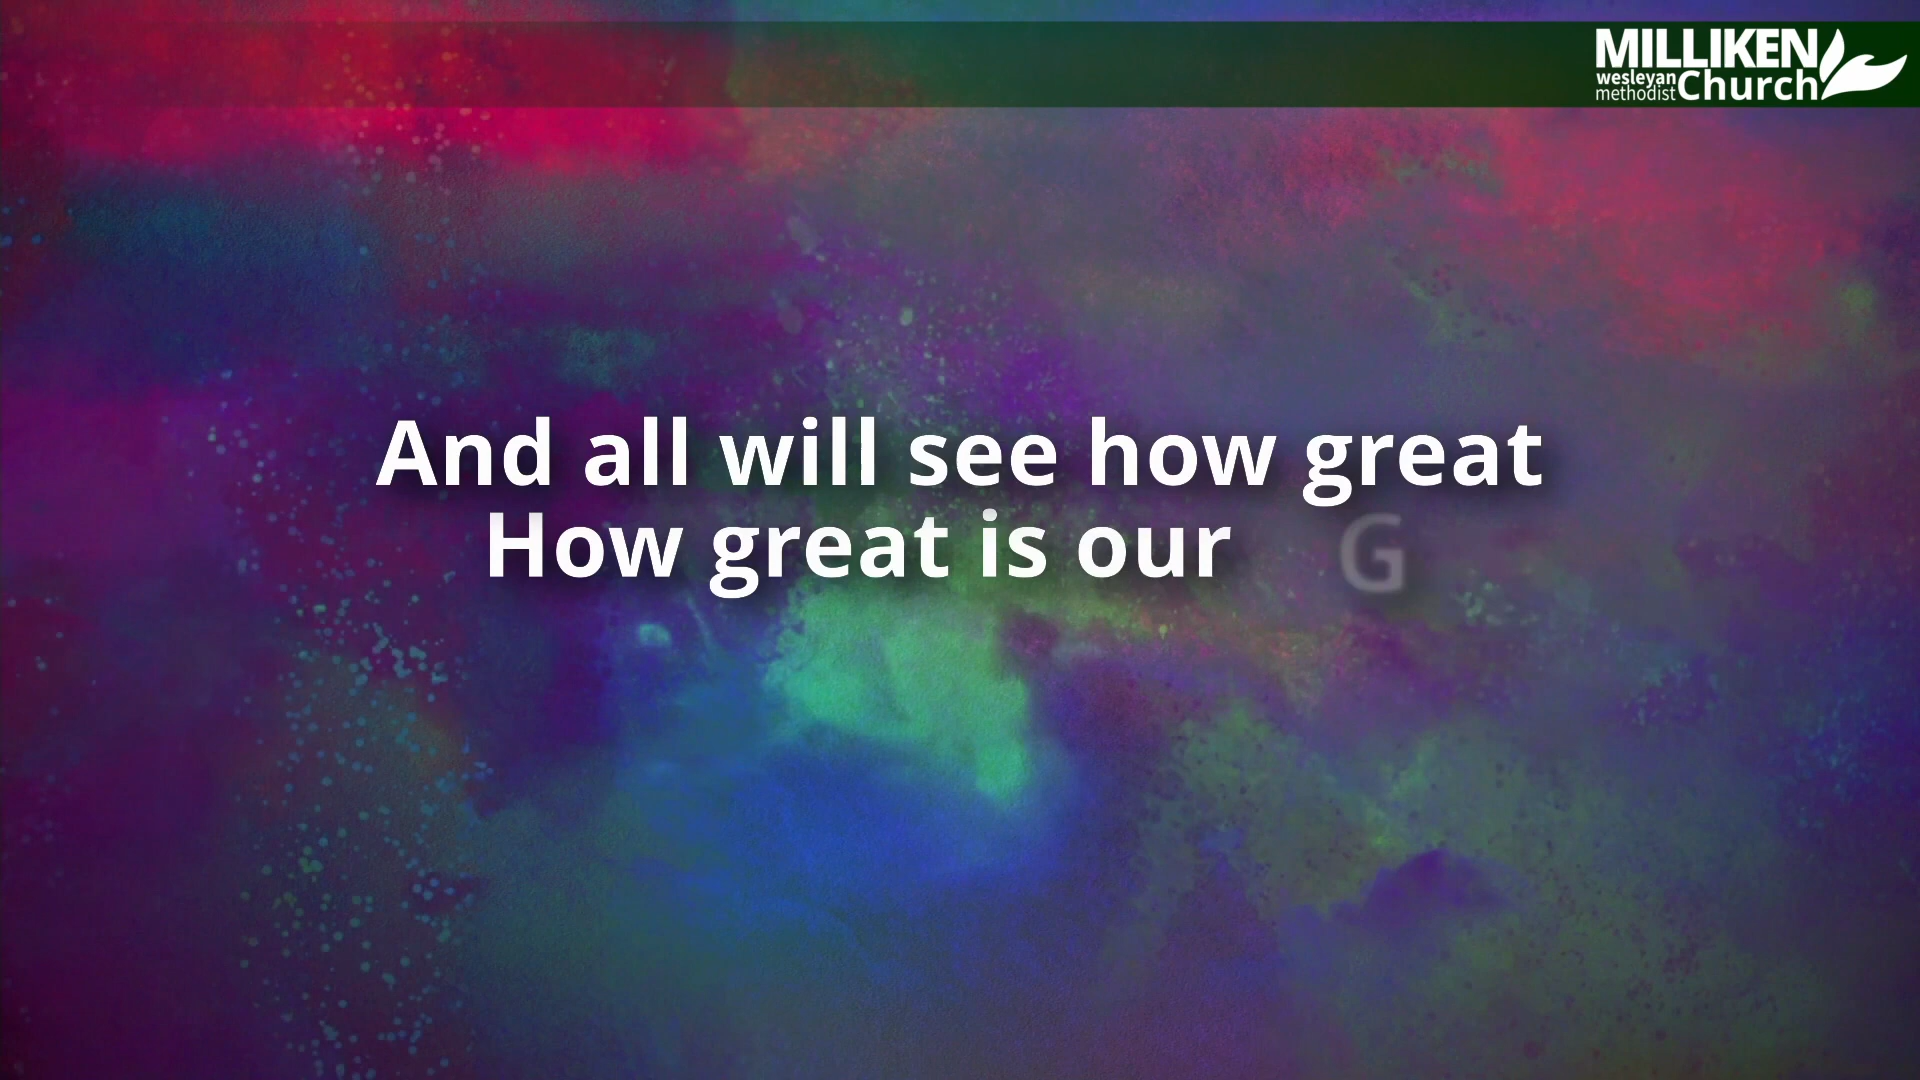 MILLIKEN
wesleyan
methodist Church
And all will see how great
How great is our G